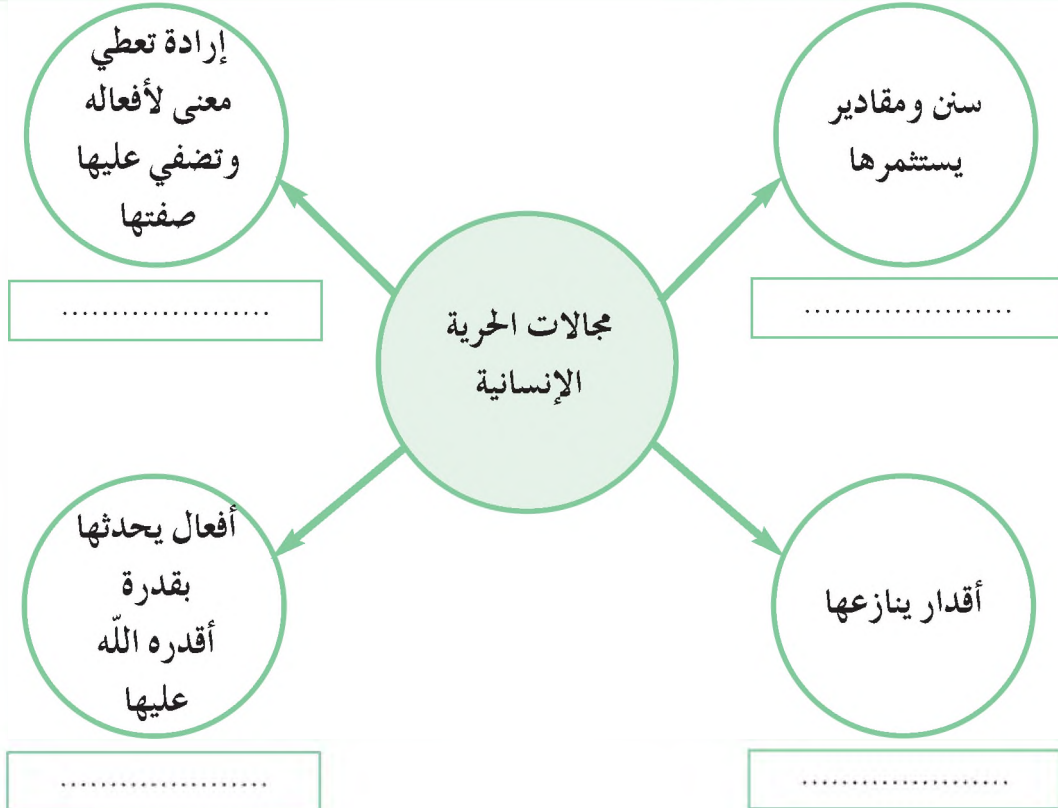 سنن ومقادير
يستثمرها
.....................
إرادة تعطي
معنى لأفعاله
وتضفي عليها
صفتها
.....................
مجالات الحرية
الإنسانية
أقدار ينازعها
.....................
أفعال يحدثها
بقدرة
أقدره اللّه
عليها
.....................